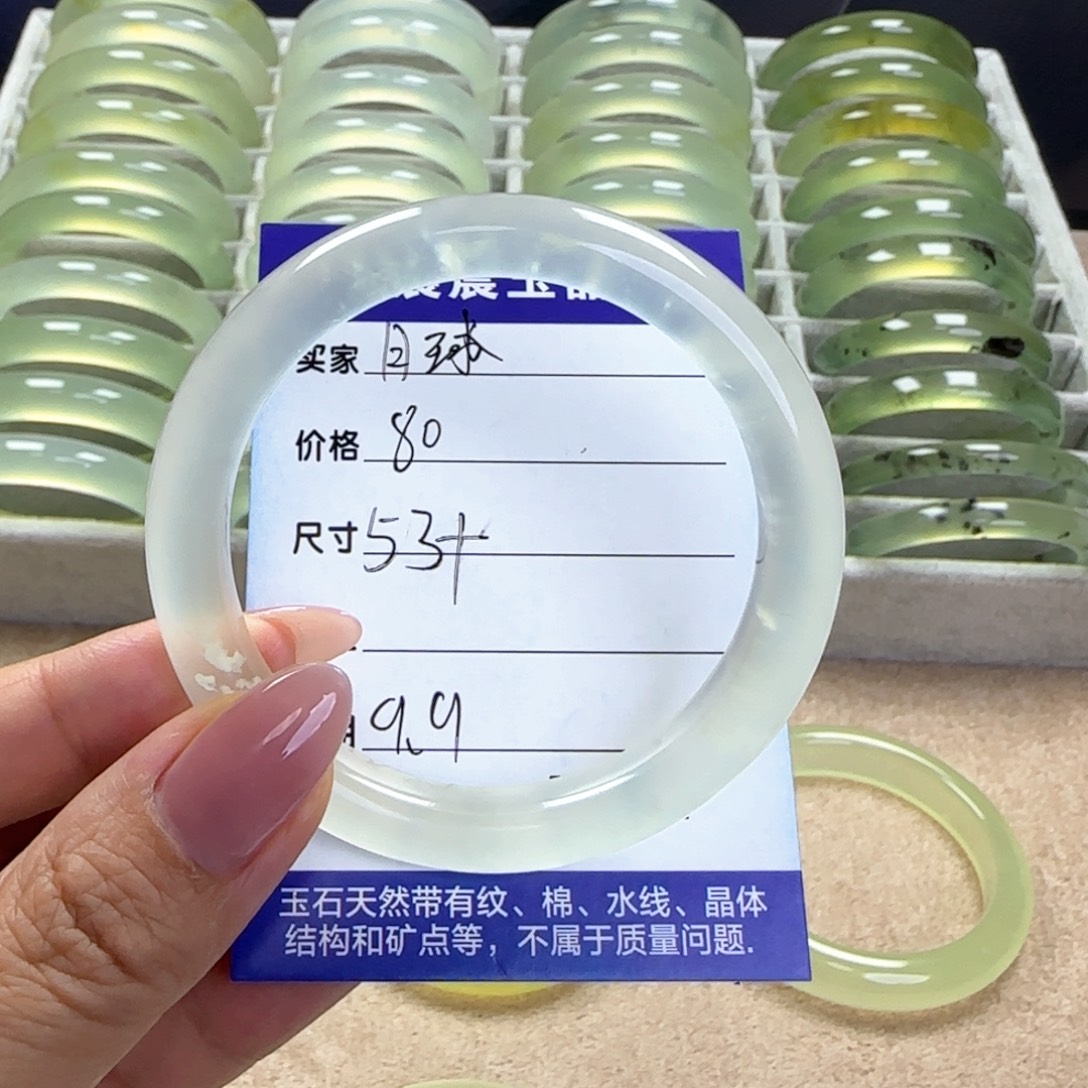 玉
买家 球
价格 80
尺寸 53+
9.9
玉石天然带有纹、棉、水线、晶体
结构和矿点等，不属于质量问题.